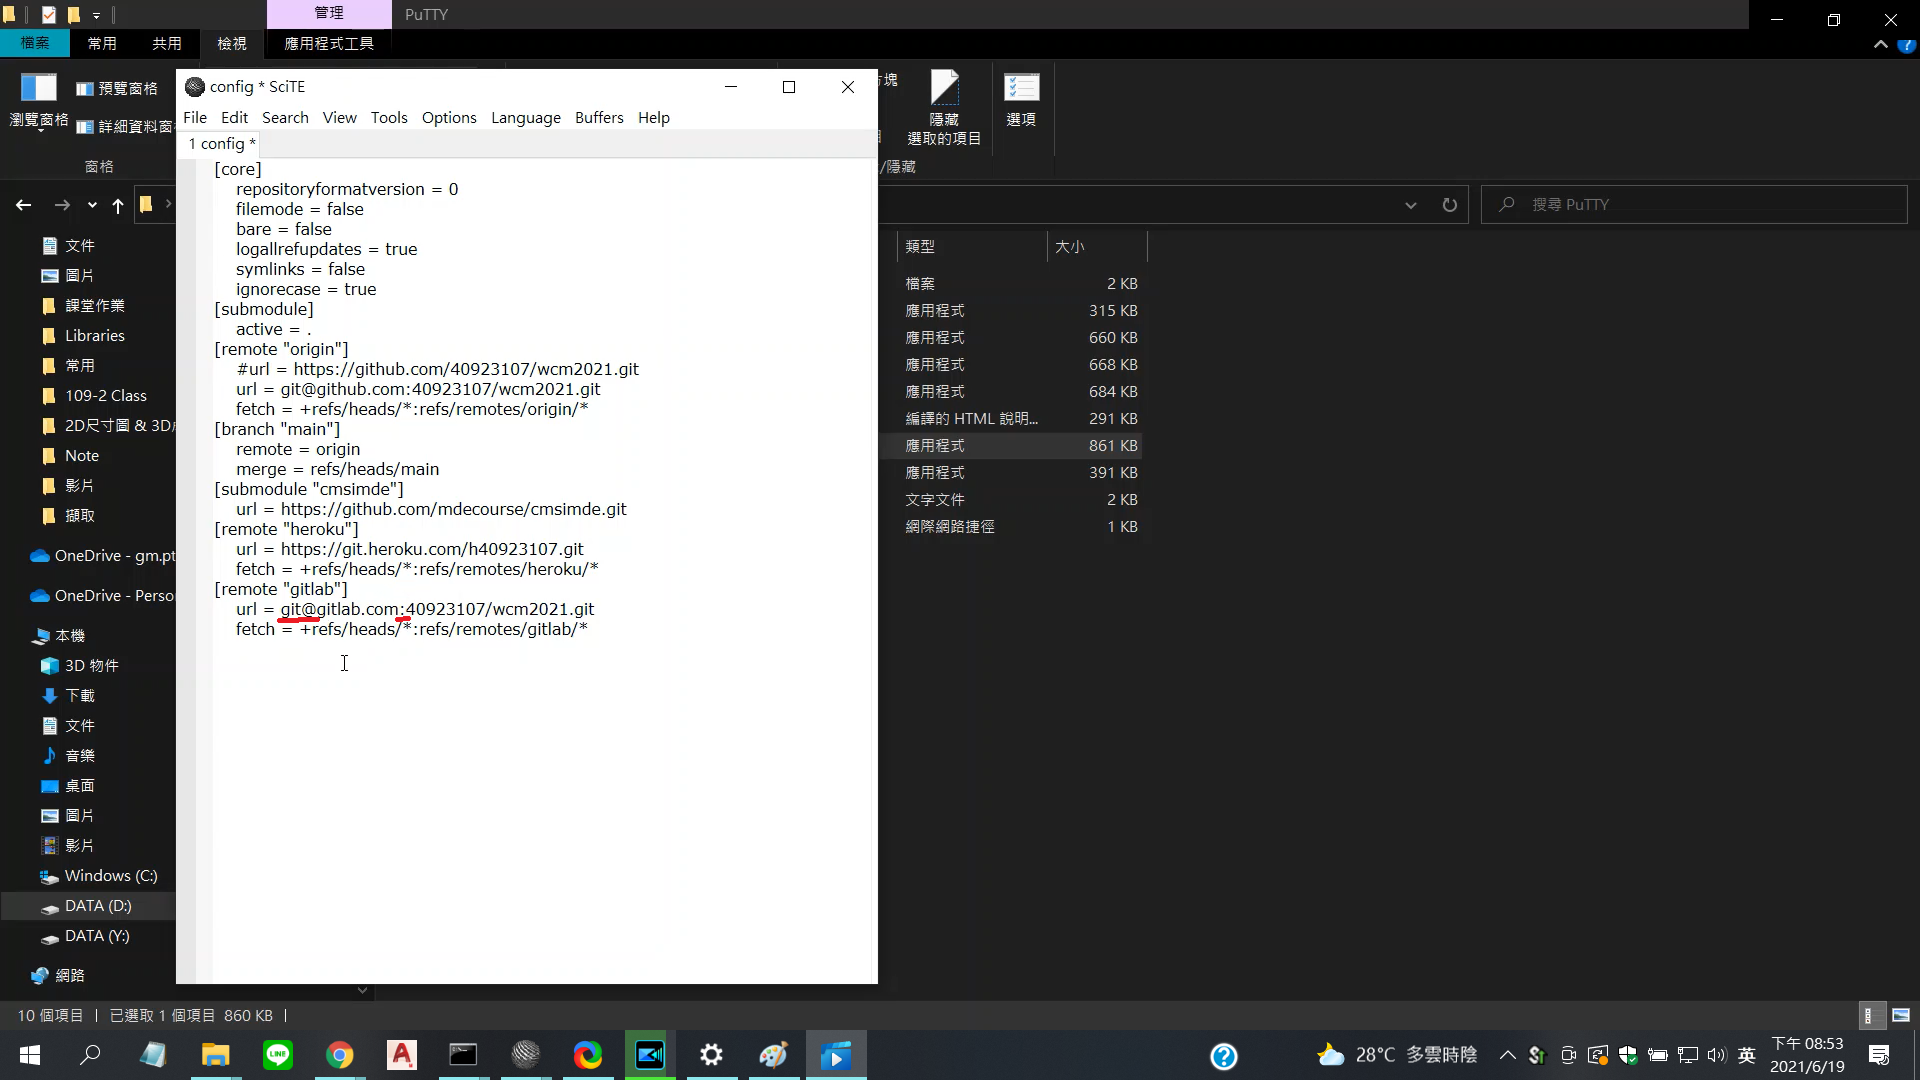 管理
PuTTY
檔案
常用
共用
檢視
應用程式工具
瀏覽窗格
預覽窗格
詳細資料窗
窗格
隱藏
選取的項目
選項
/隱藏
搜尋 PuTTY
config * SciTE
File Edit Search View Tools Options Language Buffers Help
1 config *
[core]
repositoryformatversion = 0
filemode = false
bare = false
logallrefupdates = true
symlinks = false
ignorecase = true
[submodule]
active = .
[remote "origin"]
#url = https://github.com/40923107/wcm2021.git
url = git@github.com:40923107/wcm2021.git
fetch = +refs/heads/*:refs/remotes/origin/*
[branch "main"]
remote = origin
merge = refs/heads/main
[submodule "cmsimde"]
url = https://github.com/mdecourse/cmsimde.git
[remote "heroku"]
url = https://git.heroku.com/h40923107.git
fetch = +refs/heads/*:refs/remotes/heroku/*
[remote "gitlab"]
url = git@gitlab.com:40923107/wcm2021.git
fetch = +refs/heads/*:refs/remotes/gitlab/*
文件
圖片
課堂作業
Libraries
常用
109-2 Class
2D尺寸圖 & 3D
Note
影片
擷取
OneDrive - gm.pt
OneDrive - Perso
本機
3D 物件
下載
文件
音樂
桌面
圖片
影片
Windows (C:)
DATA (D:)
DATA (Y:)
網路
類型 大小
檔案 2 KB
應用程式 315 KB
應用程式 660 KB
應用程式 668 KB
應用程式 684 KB
編譯的 HTML 說明... 291 KB
應用程式 861 KB
應用程式 391 KB
文字文件 2 KB
網際網路捷徑 1 KB
10 個項目 | 已選取 1 個項目 860 KB |
28°C 多雲時陰
英
下午 08:53
2021/6/19